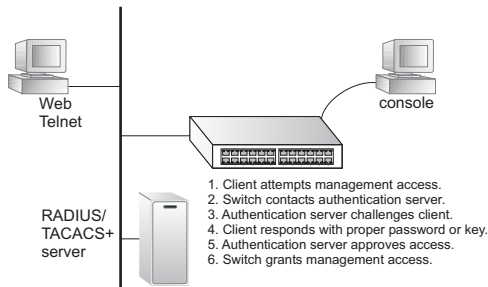 Web
Telnet
console
RADIUS/
TACACS+
server
1. Client attempts management access.
2. Switch contacts authentication server.
3. Authentication server challenges client.
4. Client responds with proper password or key.
5. Authentication server approves access.
6. Switch grants management access.